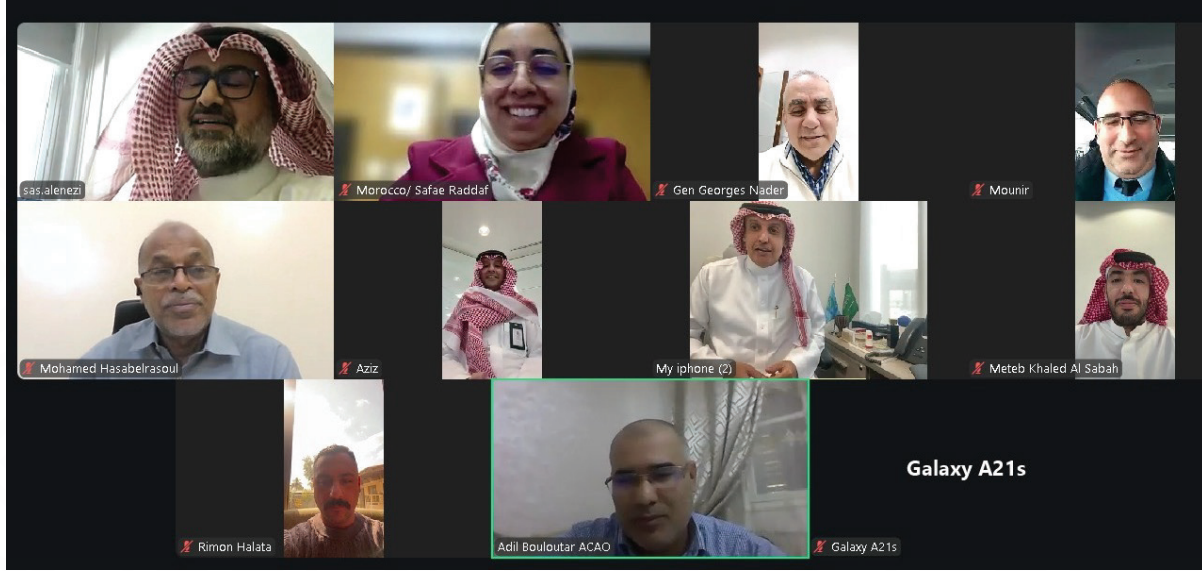 sas.alenezi
Morocco/ Safae Raddaf
Gen Georges Nader
Mounir
Mohamed Hasabelrasoul
Aziz
My iphone (2)
Meteb Khaled Al Sabah
Rimon Halata
Adil Bouloutar ACAO
Galaxy A21s
Galaxy A21s